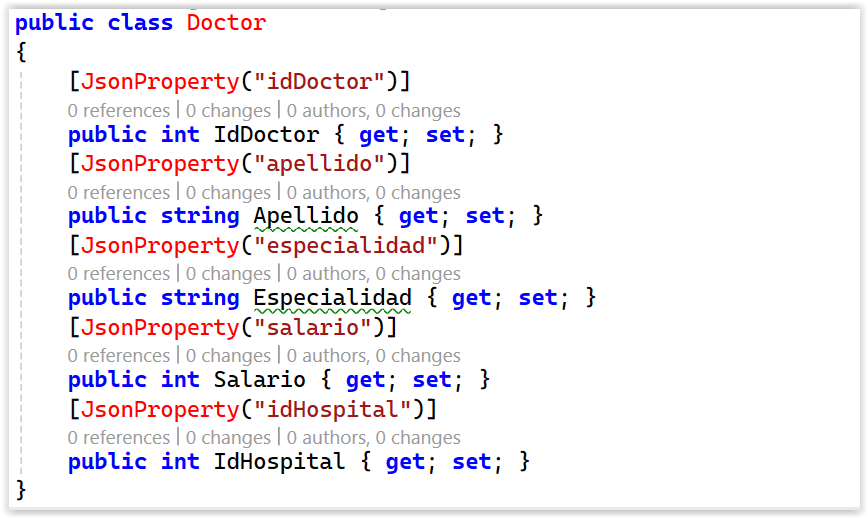 public class Doctor
{
[JsonProperty("idDoctor")]
0 references | 0 changes | 0 authors, 0 changes
public int IdDoctor { get; set; }
[JsonProperty("apellido")]
0 references | 0 changes | 0 authors, 0 changes
public string Apellido { get; set; }
[JsonProperty("especialidad")]
0 references | 0 changes | 0 authors, 0 changes
public string Especialidad { get; set; }
[JsonProperty("salario")]
0 references | 0 changes | 0 authors, 0 changes
public int Salario { get; set; }
[JsonProperty("idHospital")]
0 references | 0 changes | 0 authors, 0 changes
public int IdHospital { get; set; }
}